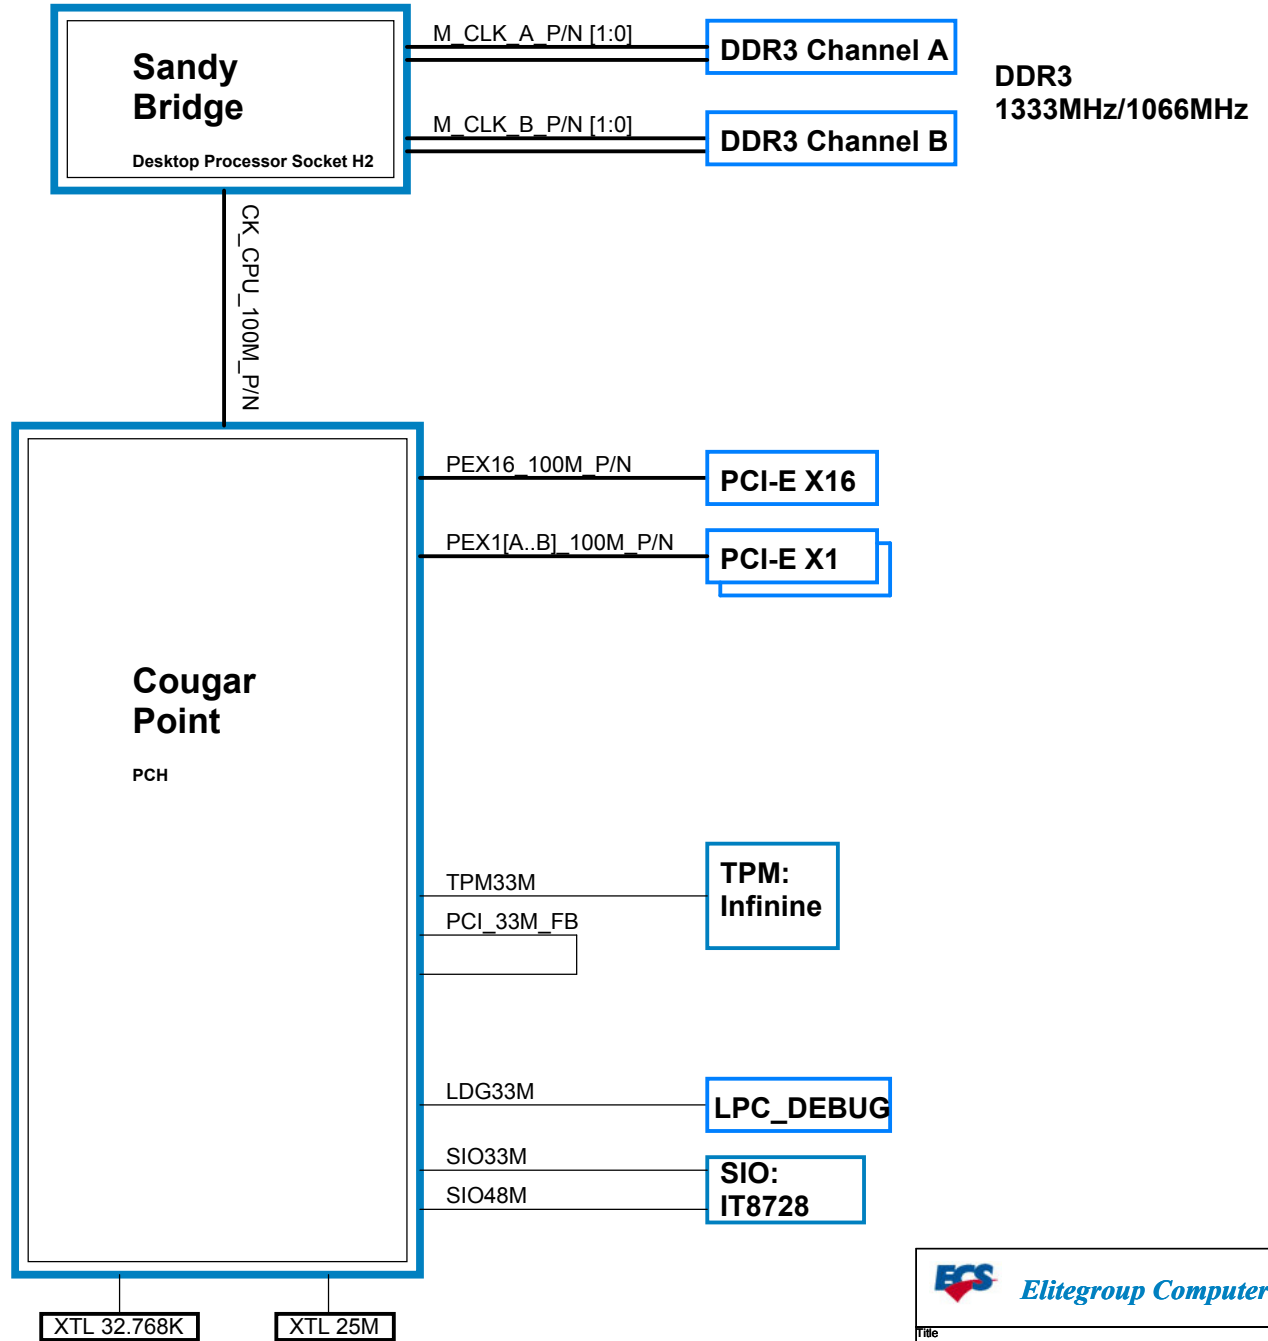 M_CLK_A_P/N [1:0]
DDR3 Channel A
Sandy
Bridge
DDR3
1333MHz/1066MHz
M_CLK_B_P/N [1:0]
DDR3 Channel B
Desktop Processor Socket H2
CK_CPU_100M_P/N
PEX16_100M_P/N
PCI-E X16
PEX1[A..B]_100M_P/N
PCI-E X1
Cougar
Point
PCH
TPM33M
TPM:
Infinine
PCI_33M_FB
LDG33M
LPC_DEBUG
SIO33M
SIO48M
SIO:
IT8728
XTL 32.768K
XTL 25M
ECS
Elitegroup Computer
Title